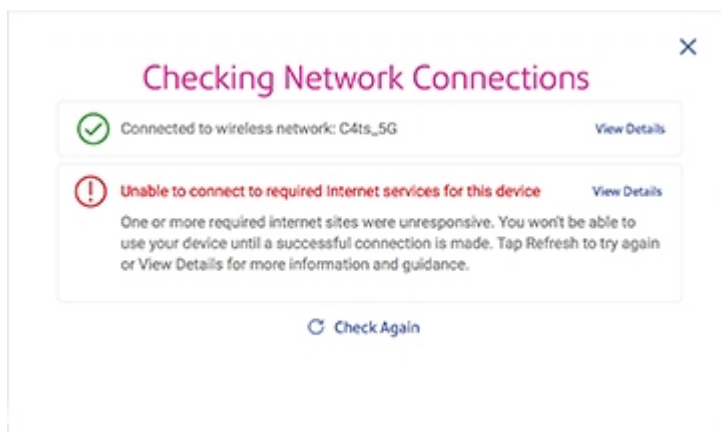 Checking Network Connections
Connected to wireless network: C4ts_5G View Details
Unable to connect to required Internet services for this device View Details
One or more required internet sites were unresponsive. You won't be able to
use your device until a successful connection is made. Tap Refresh to try again
or View Details for more information and guidance.
Check Again